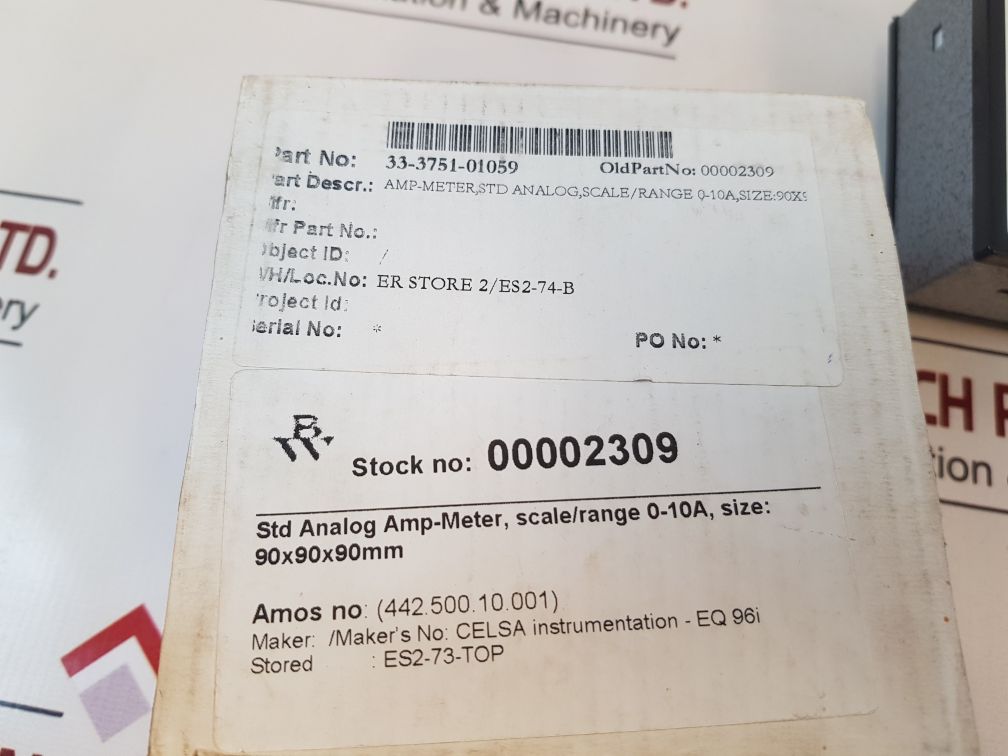 TD.
& Machinery
Part No: 33-3751-01059 OldPartNo: 00002309
Part Descr.: AMP-METER,STD ANALOG,SCALE/RANGE 0-10A,SIZE:90X9
Mfr:
Mfr Part No.:
Object ID: /
WH/Loc.No: ER STORE 2/ES2-74-B
Project Id:
Serial No: * PO No: *
TD.
ry
CH
ion
Stock no: 00002309
Std Analog Amp-Meter, scale/range 0-10A, size:
90x90x90mm
Amos no: (442.500.10.001)
Maker: /Maker's No: CELSA instrumentation - EQ 96i
Stored : ES2-73-TOP